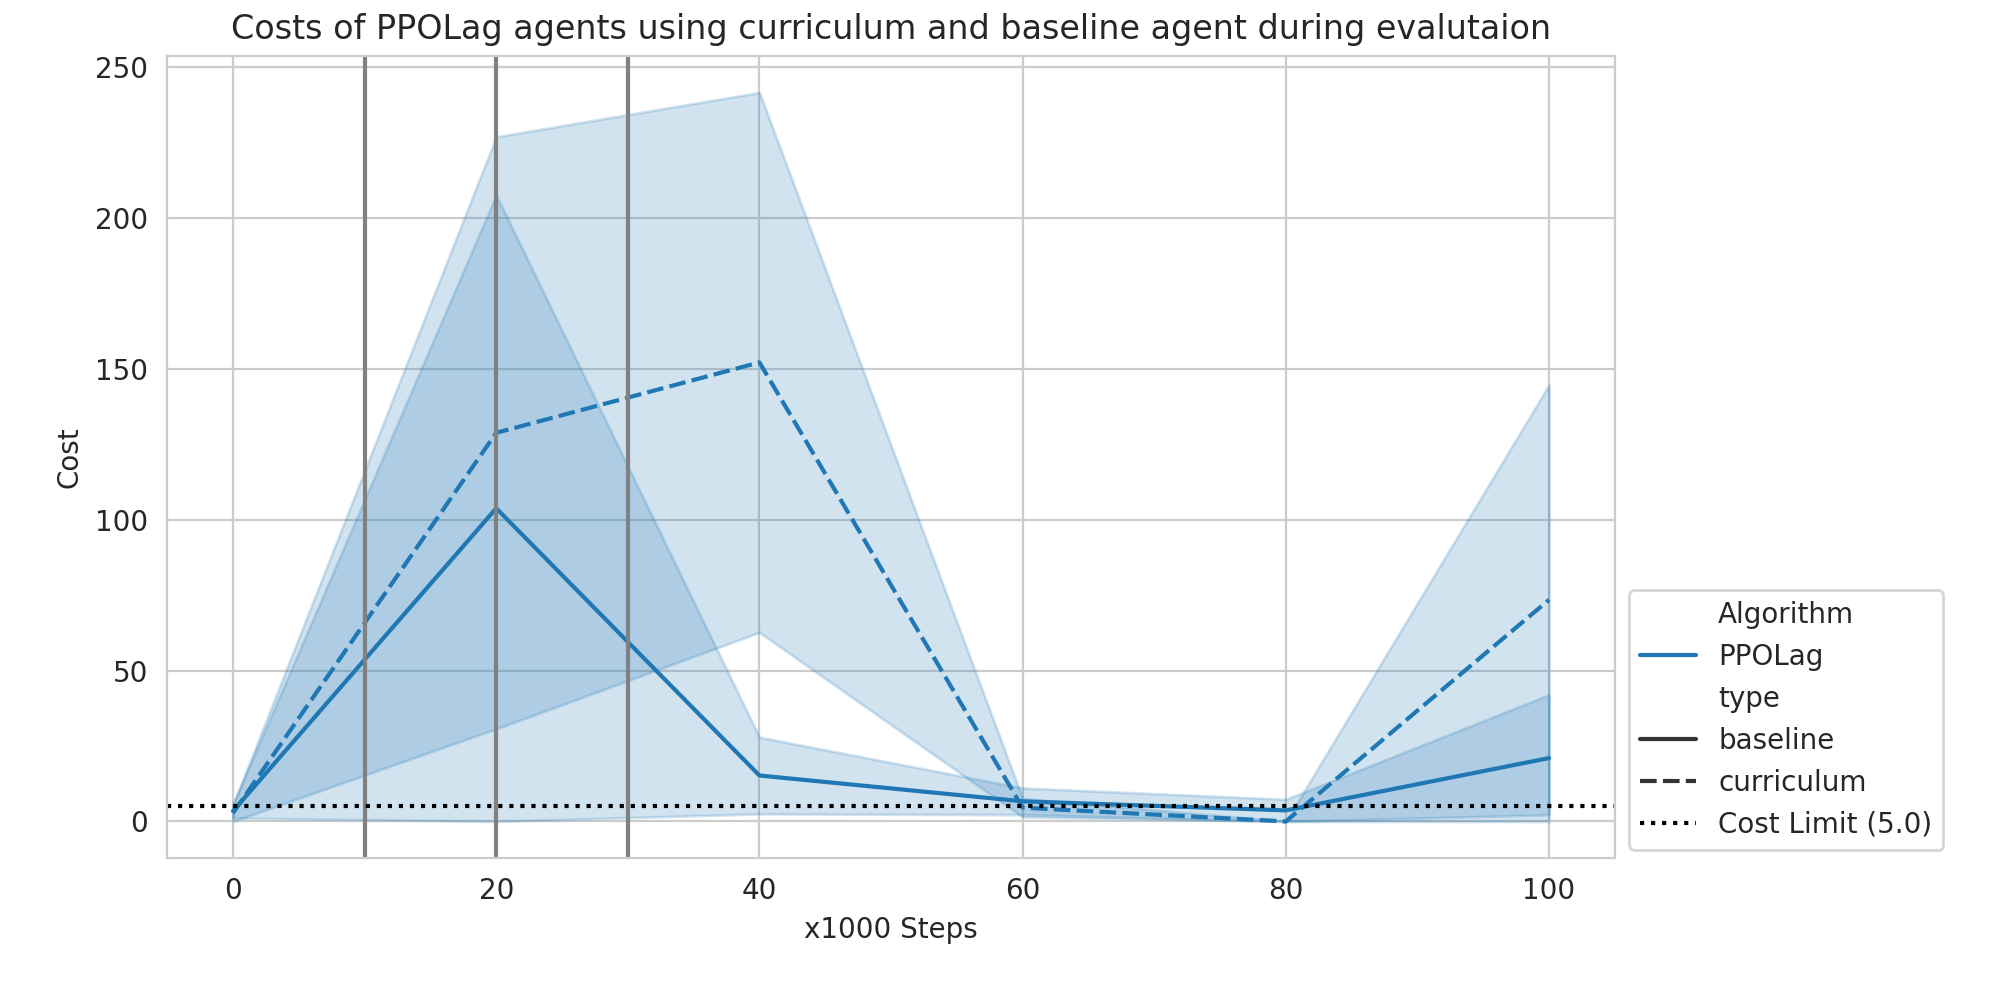 Costs of PPOLag agents using curriculum and baseline agent during evalutaion
250
200
150
100
50
0
Cost
0 20 40 60 80 100
x1000 Steps
Algorithm
PPOLag
type
baseline
curriculum
Cost Limit (5.0)